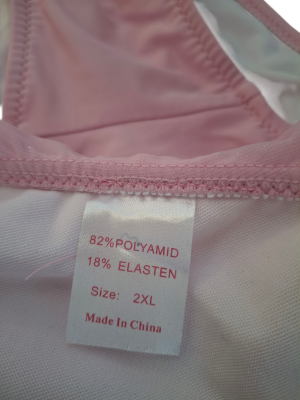 82%POLYAMID
18% ELASTEN
Size: 2XL
Made In China